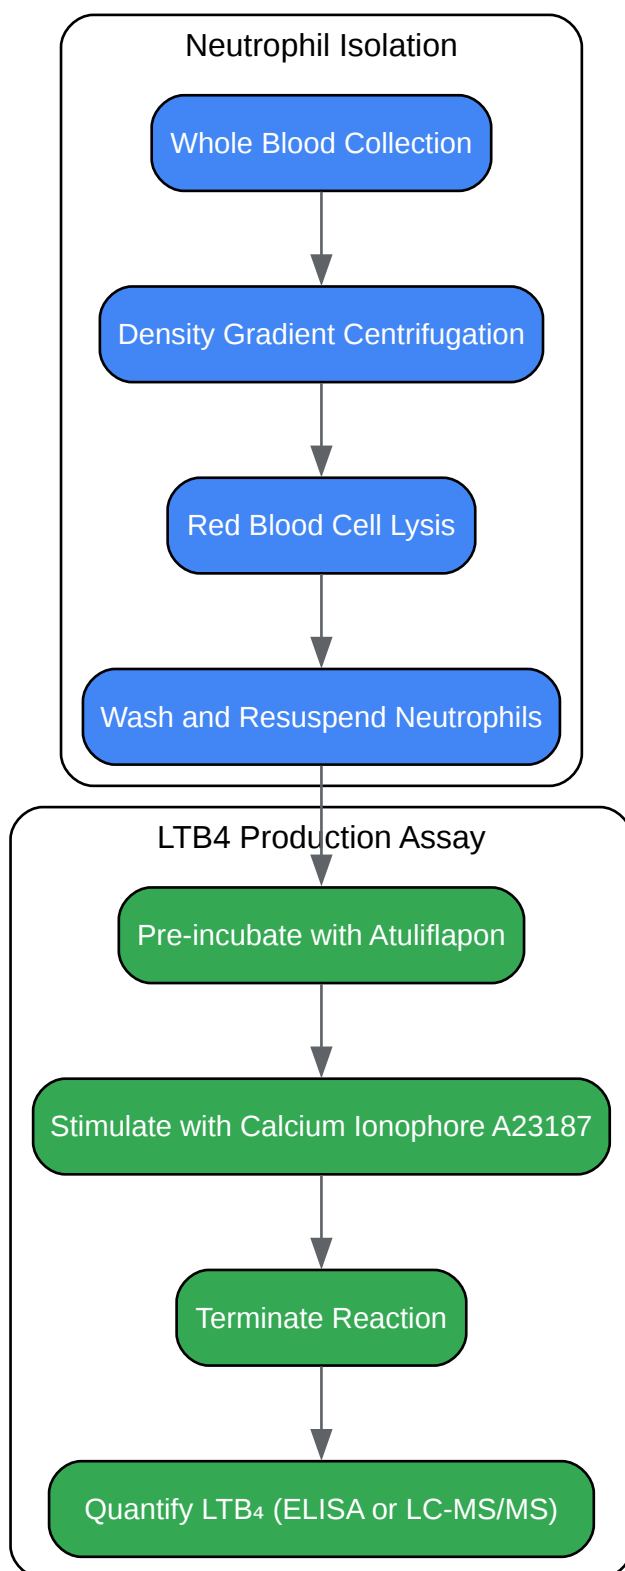 Neutrophil Isolation
Whole Blood Collection
Density Gradient Centrifugation
Red Blood Cell Lysis
Wash and Resuspend Neutrophils
LTB4 Production Assay
Pre-incubate with Atuliflapon
Stimulate with Calcium Ionophore A23187
Terminate Reaction
Quantify LTB₄ (ELISA or LC-MS/MS)